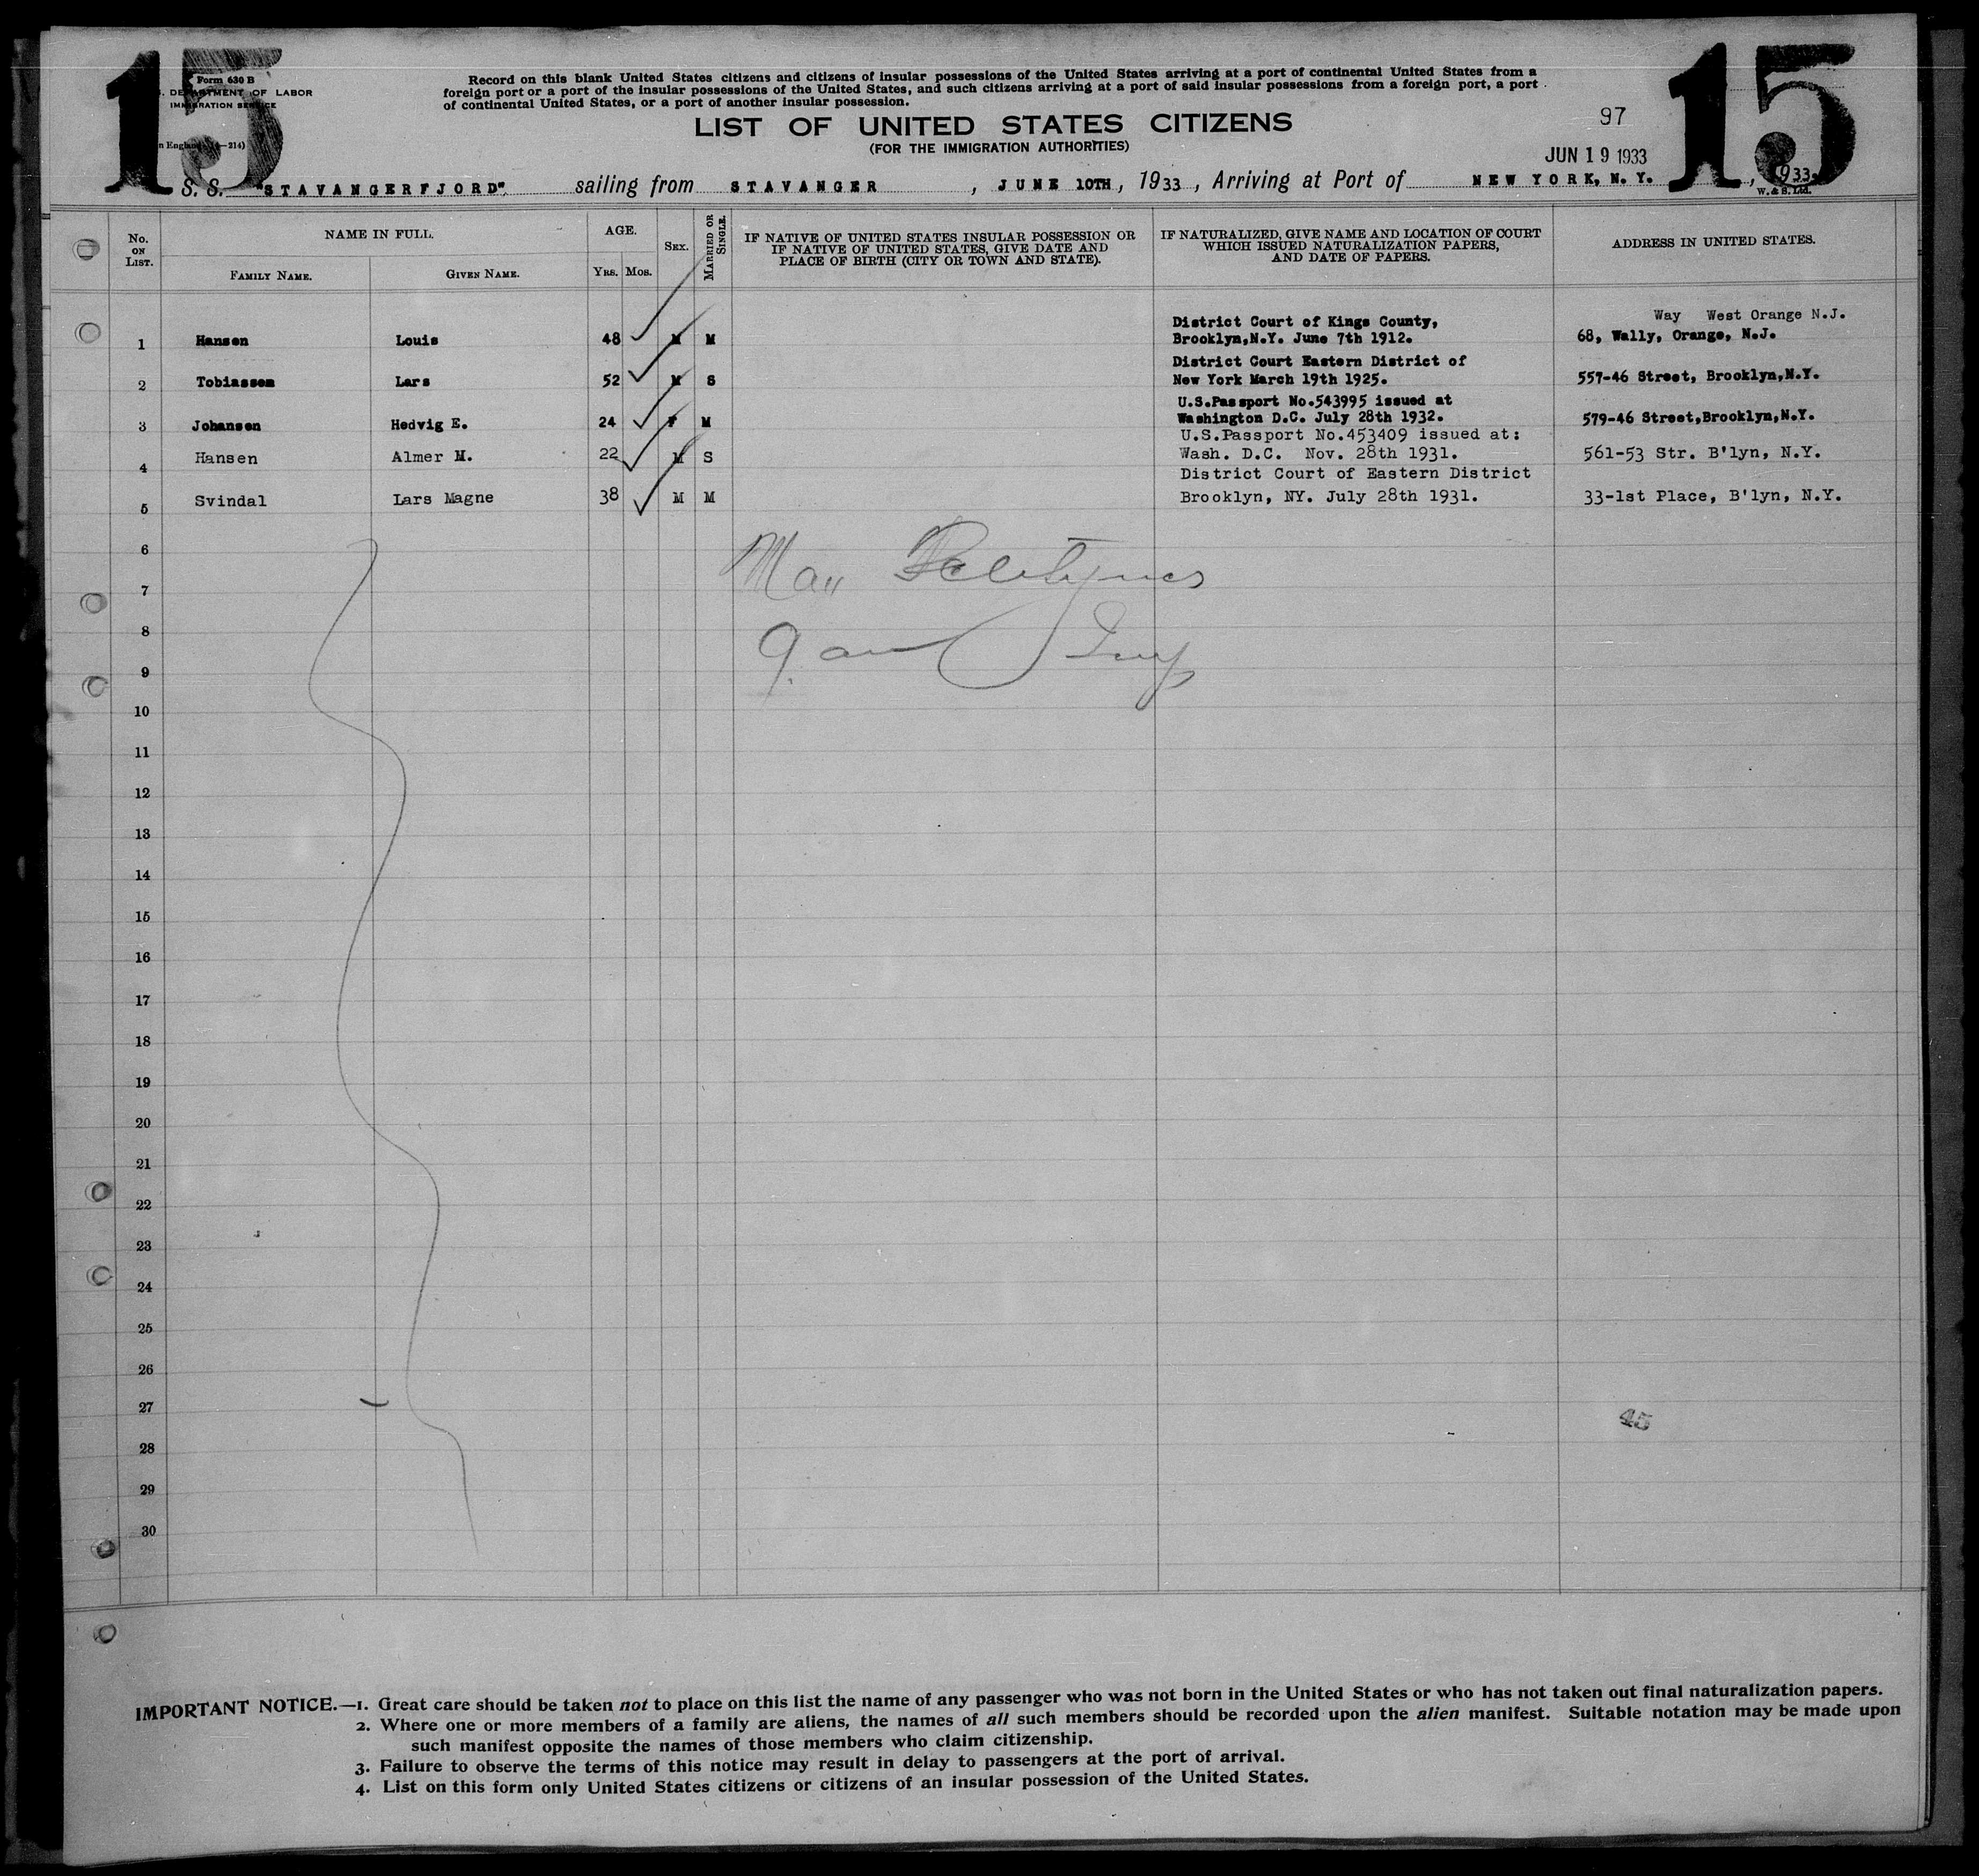 15
15
Form 630 B
DEPARTMENT OF LABOR
IMMIGRATION SERVICE
n England (4—214)
Record on this blank United States citizens and citizens of insular possessions of the United States arriving at a port of continental United States from a
foreign port or a port of the insular possessions of the United States, and such citizens arriving at a port of said insular possessions from a foreign port, a port
of continental United States, or a port of another insular possession.
LIST OF UNITED STATES CITIZENS
(FOR THE IMMIGRATION AUTHORITIES)
97
JUN 19 1933
S. S. "STAVANGERFJORD" sailing from STAVANGER, JUNE 10TH, 1933, Arriving at Port of NEW YORK, N.Y., 1933.
W. & S. Ltd.
No. ON LIST.
NAME IN FULL.
FAMILY NAME.
GIVEN NAME.
AGE.
YRS. MOS.
SEX.
MARRIED OR SINGLE.
IF NATIVE OF UNITED STATES INSULAR POSSESSION OR
IF NATIVE OF UNITED STATES, GIVE DATE AND
PLACE OF BIRTH (CITY OR TOWN AND STATE).
IF NATURALIZED, GIVE NAME AND LOCATION OF COURT
WHICH ISSUED NATURALIZATION PAPERS,
AND DATE OF PAPERS.
ADDRESS IN UNITED STATES.
District Court of Kings County, Way West Orange N.J.
1 Hansen Louis 48 M M Brooklyn,N.Y. June 7th 1912. 68, Wally, Orange, N.J.
District Court Eastern District of
2 Tobiassen Lars 52 M S New York March 19th 1925. 557-46 Street, Brooklyn,N.Y.
U.S.Passport No.543995 issued at
3 Johansen Hedvig E. 24 F M Washington D.C. July 28th 1932. 579-46 Street,Brooklyn,N.Y.
U.S.Passport No.453409 issued at:
4 Hansen Almer M. 22 M S Wash. D.C. Nov. 28th 1931. 561-53 Str. B'lyn, N.Y.
District Court of Eastern District
5 Svindal Lars Magne 38 M M Brooklyn, NY. July 28th 1931. 33-1st Place, B'lyn, N.Y.
6
7
8
9
10
11
12
13
14
15
16
17
18
19
20
21
22
23
24
25
26
27
45
28
29
30
IMPORTANT NOTICE.—1. Great care should be taken not to place on this list the name of any passenger who was not born in the United States or who has not taken out final naturalization papers.
2. Where one or more members of a family are aliens, the names of all such members should be recorded upon the alien manifest. Suitable notation may be made upon
such manifest opposite the names of those members who claim citizenship.
3. Failure to observe the terms of this notice may result in delay to passengers at the port of arrival.
4. List on this form only United States citizens or citizens of an insular possession of the United States.